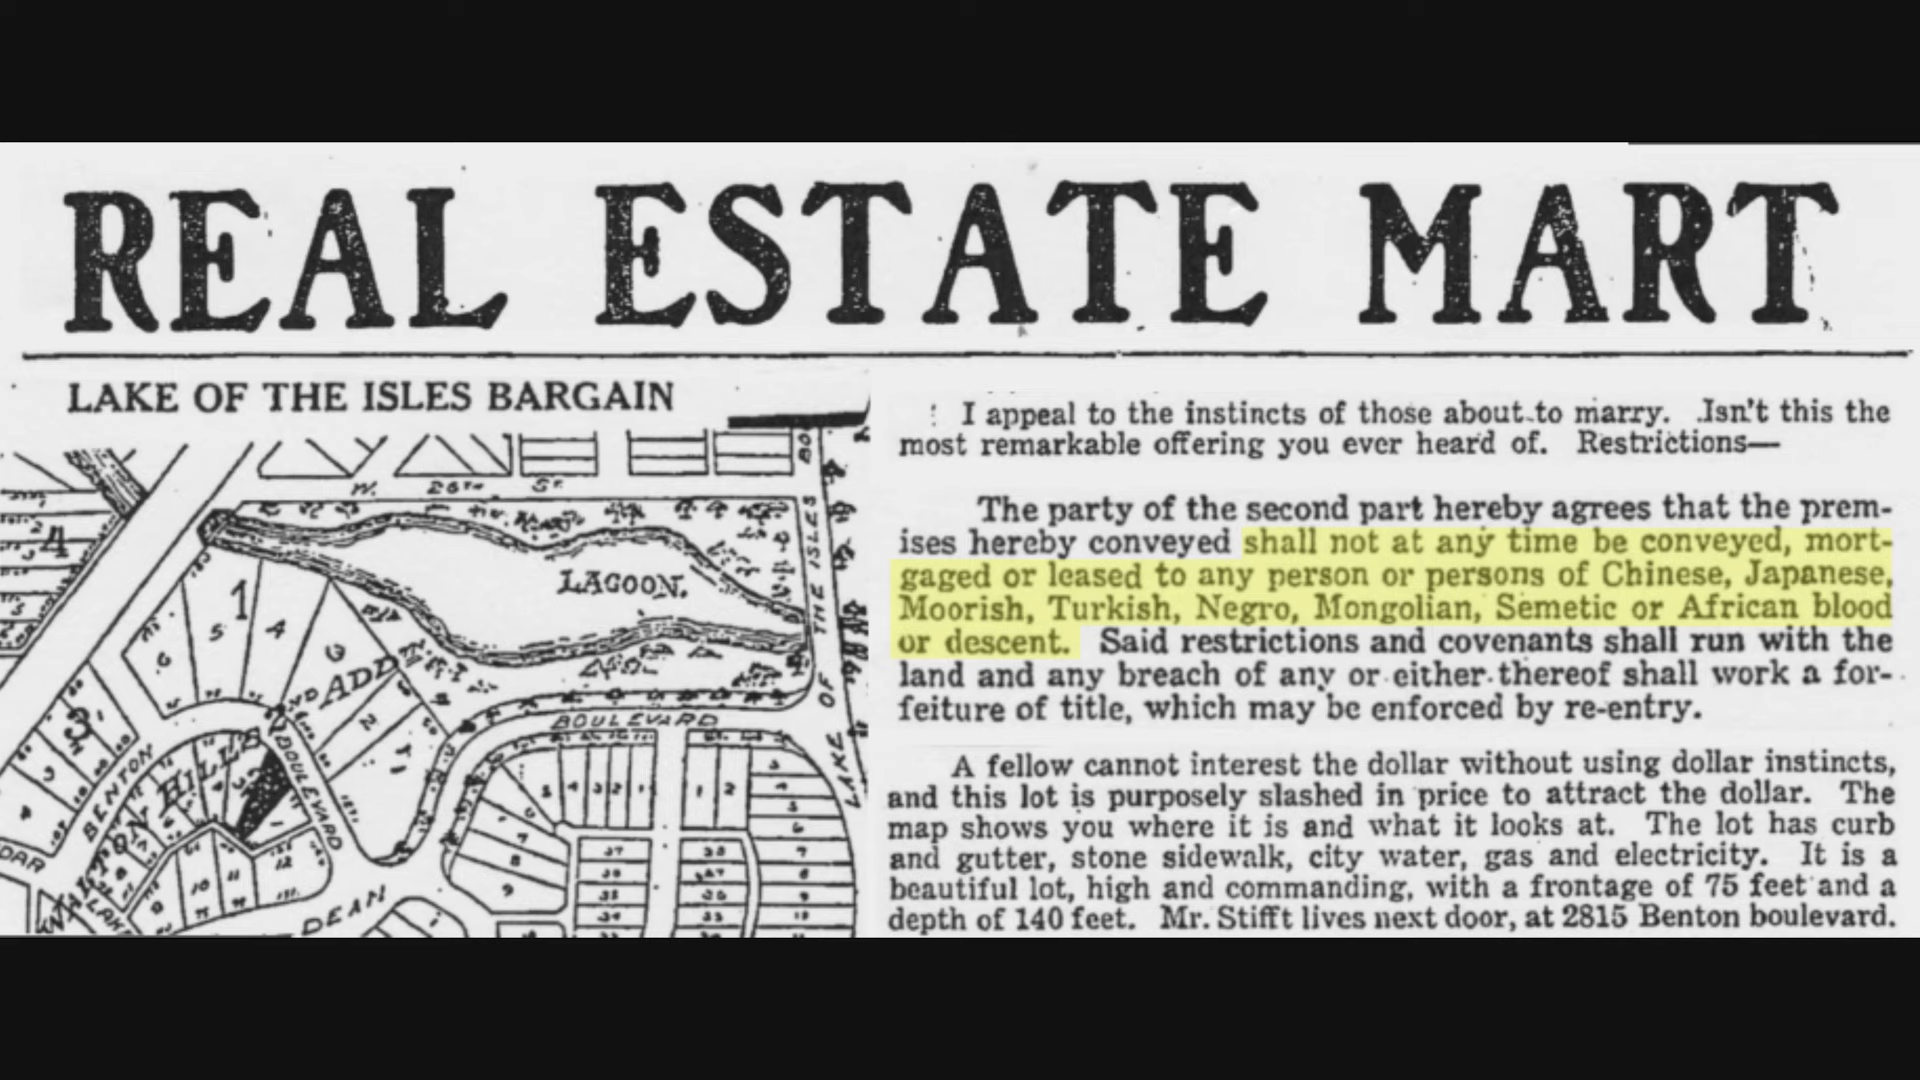 REAL ESTATE MART
LAKE OF THE ISLES BARGAIN
W. 26TH ST.
LAGOON.
BOULEVARD
OF THE ISLES
LAKE
BENTON
BOULEVARD
ADD
DEAN
I appeal to the instincts of those about to marry. Isn't this the
most remarkable offering you ever heard of. Restrictions—
The party of the second part hereby agrees that the prem-
ises hereby conveyed shall not at any time be conveyed, mort-
gaged or leased to any person or persons of Chinese, Japanese,
Moorish, Turkish, Negro, Mongolian, Semetic or African blood
or descent. Said restrictions and covenants shall run with the
land and any breach of any or either thereof shall work a for-
feiture of title, which may be enforced by re-entry.
A fellow cannot interest the dollar without using dollar instincts,
and this lot is purposely slashed in price to attract the dollar. The
map shows you where it is and what it looks at. The lot has curb
and gutter, stone sidewalk, city water, gas and electricity. It is a
beautiful lot, high and commanding, with a frontage of 75 feet and a
depth of 140 feet. Mr. Stifft lives next door, at 2815 Benton boulevard.